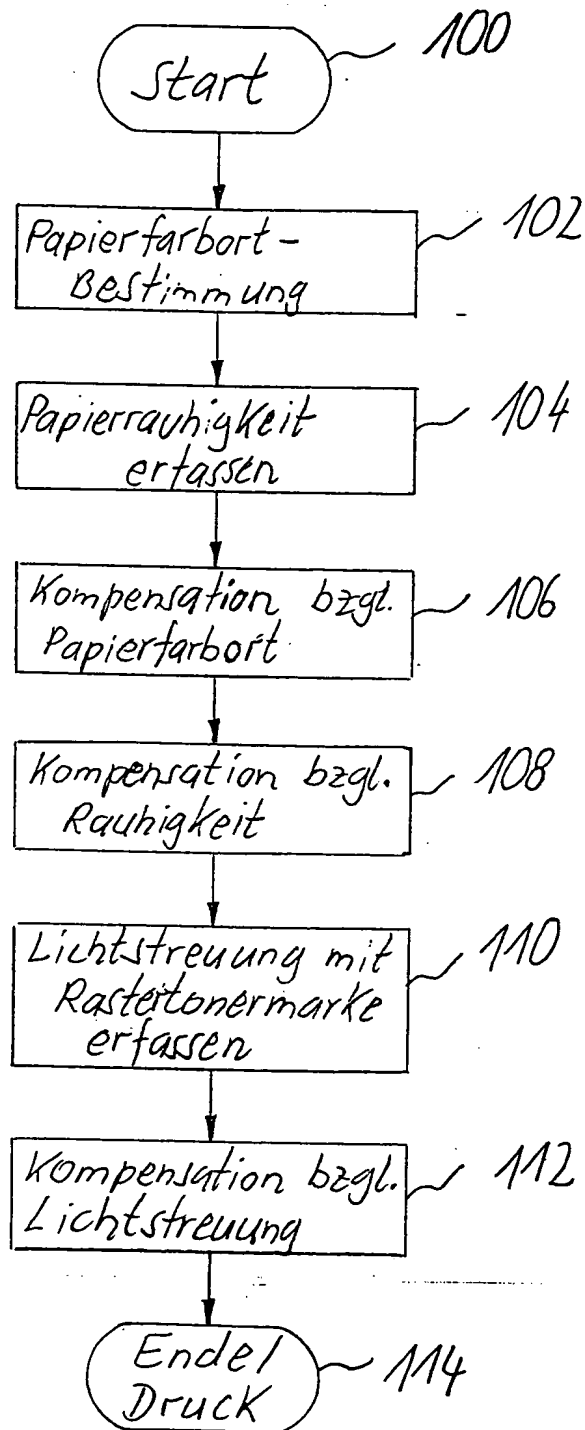 100
Start
102
Papierfarbort-
Bestimmung
104
Papierrauhigkeit
erfassen
106
Kompensation bzgl.
Papierfarbort
108
Kompensation bzgl.
Rauhigkeit
110
Lichtstreuung mit
Rastertonermarke
erfassen
112
Kompensation bzgl.
Lichtstreuung
114
Ende/
Druck